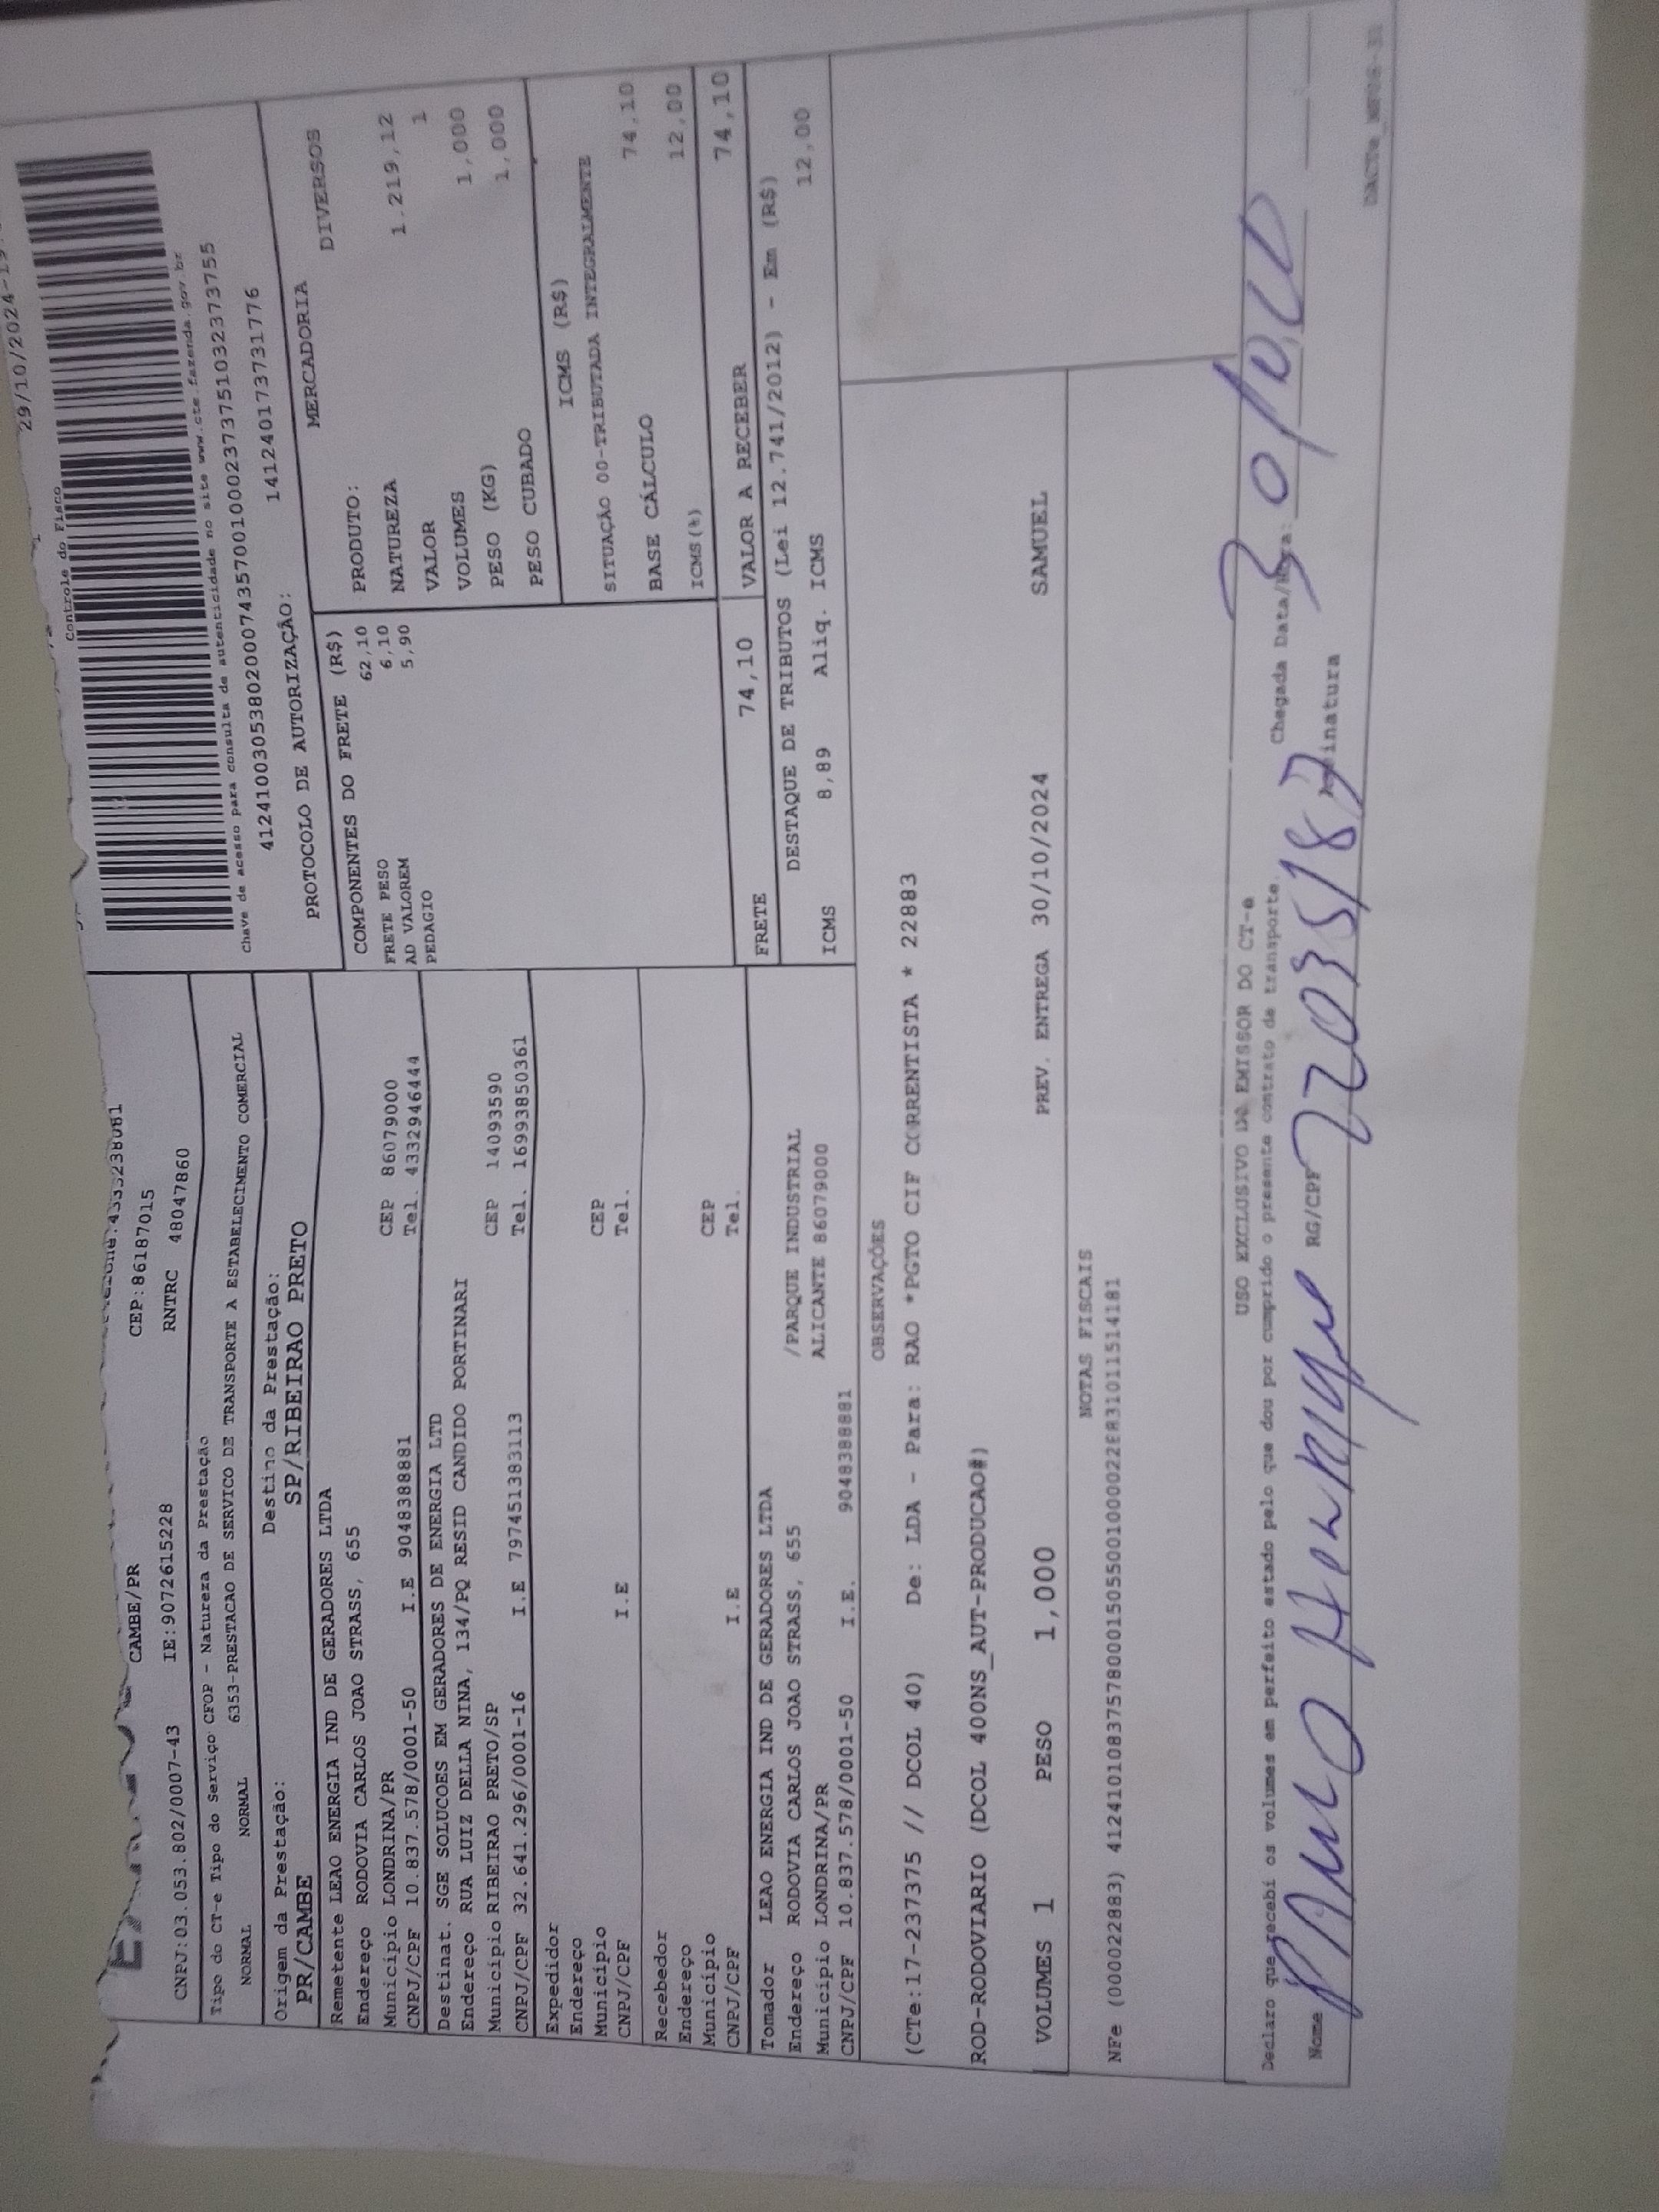 29/10/2024
Controle do Fisco
CAMBE/PR CEP:86187015
CNPJ:03.053.802/0007-43 IE:9072615228 RNTRC 48047860
Tipo do CT-e Tipo do Serviço CFOP - Natureza da Prestação
NORMAL NORMAL 6353-PRESTACAO DE SERVICO DE TRANSPORTE A ESTABELECIMENTO COMERCIAL
Origem da Prestação: Destino da Prestação:
PR/CAMBE SP/RIBEIRAO PRETO
Chave de acesso para consulta de autenticidade no site www.cte.fazenda.gov.br
41241003053802000743570010002373751032373755
PROTOCOLO DE AUTORIZAÇÃO: 141240173731776
Remetente LEAO ENERGIA IND DE GERADORES LTDA
Endereço RODOVIA CARLOS JOAO STRASS, 655
Município LONDRINA/PR CEP 86079000
CNPJ/CPF 10.837.578/0001-50 I.E 9048388881 Tel. 4332946444
Destinat. SGE SOLUCOES EM GERADORES DE ENERGIA LTD
Endereço RUA LUIZ DELLA NINA, 134/PQ RESID CANDIDO PORTINARI
Município RIBEIRAO PRETO/SP CEP 14093590
CNPJ/CPF 32.641.296/0001-16 I.E 797451383113 Tel. 16993850361
Expedidor
Endereço
Município CEP
CNPJ/CPF I.E Tel.
Recebedor
Endereço
Município CEP
CNPJ/CPF I.E Tel.
Tomador LEAO ENERGIA IND DE GERADORES LTDA
Endereço RODOVIA CARLOS JOAO STRASS, 655 /PARQUE INDUSTRIAL
Município LONDRINA/PR ALICANTE 86079000
CNPJ/CPF 10.837.578/0001-50 I.E. 9048388881
COMPONENTES DO FRETE (R$)
FRETE PESO 62,10
AD VALOREM 6,10
PEDAGIO 5,90
MERCADORIA
PRODUTO: DIVERSOS
NATUREZA
VALOR 1.219,12
VOLUMES 1
PESO (KG) 1,000
PESO CUBADO 1,000
ICMS (R$)
SITUAÇÃO 00-TRIBUTADA INTEGRALMENTE
BASE CÁLCULO 74,10
ICMS(%) 12,00
FRETE 74,10 VALOR A RECEBER 74,10
DESTAQUE DE TRIBUTOS (Lei 12.741/2012) - Em (R$)
ICMS 8,89 Aliq. ICMS 12,00
OBSERVAÇÕES
(CTe:17-237375 // DCOL 40) De: LDA - Para: RAO *PGTO CIF CORRENTISTA * 22883
ROD-RODOVIARIO (DCOL 400NS_AUT-PRODUCAO#)
VOLUMES 1 PESO 1,000 PREV. ENTREGA 30/10/2024 SAMUEL
NOTAS FISCAIS
NFe (000022883)
USO EXCLUSIVO DO EMISSOR DO CT-e
Declaro que recebi os volumes em perfeito estado pelo que dou por cumprido o presente contrato de transporte. Chegada Data/Hora: 30/10
Nome Henrique RG/CPF